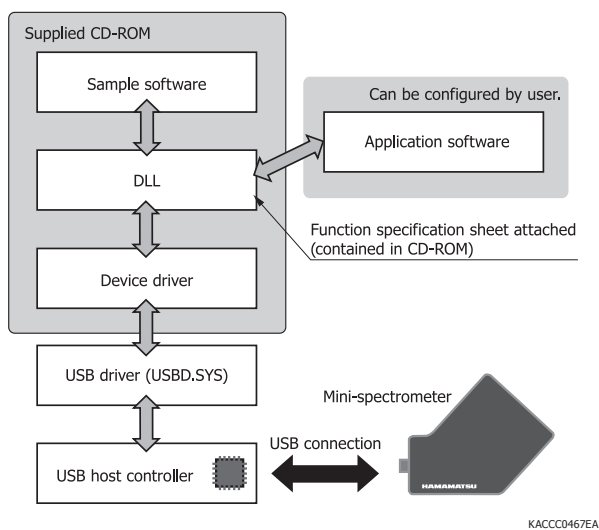 Supplied CD-ROM
Sample software
Can be configured by user.
Application software
DLL
Function specification sheet attached
(contained in CD-ROM)
Device driver
USB driver (USBD.SYS)
Mini-spectrometer
USB connection
USB host controller
HAMAMATSU
KACCC0467EA